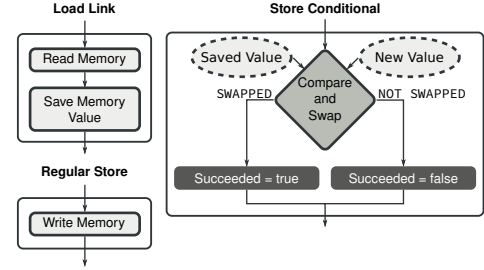 Load Link
Read Memory
Save Memory
Value
Regular Store
Write Memory
Store Conditional
Saved Value
New Value
Compare
and
Swap
SWAPPED
NOT SWAPPED
Succeeded = true
Succeeded = false